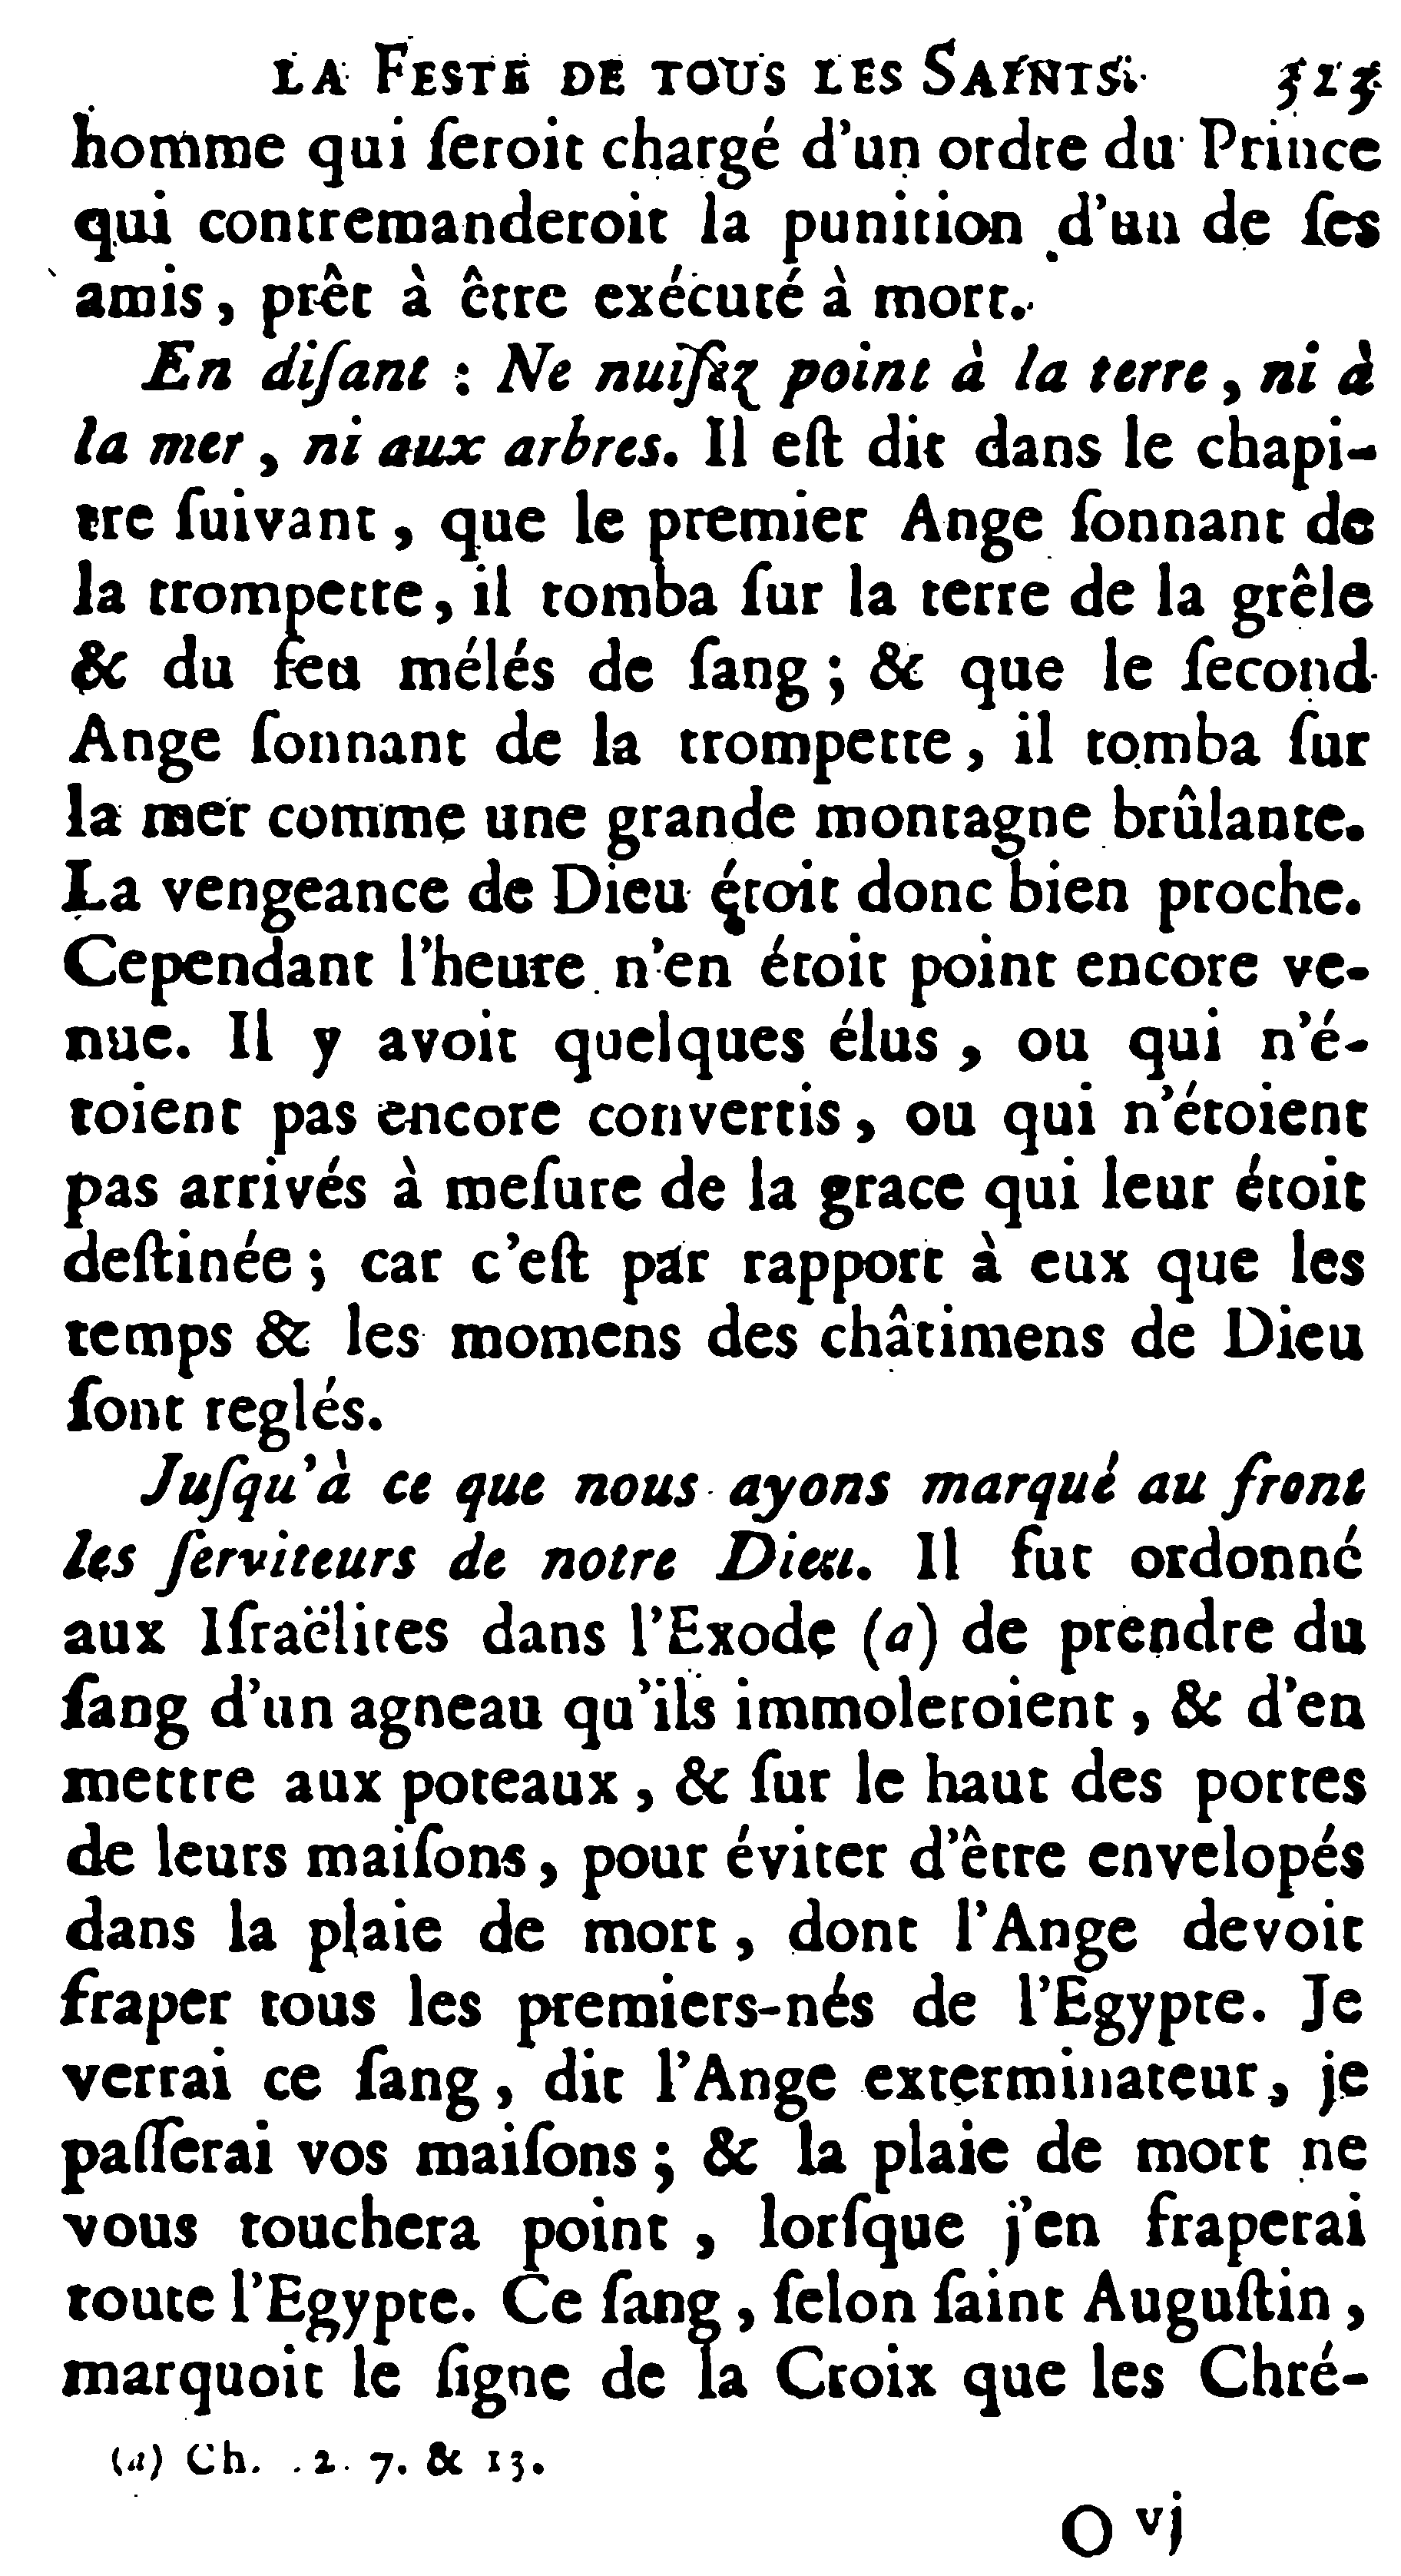 LA FESTE DE TOUS LES SAINTS. 323
homme qui ſeroit chargé d'un ordre du Prince
qui contremanderoit la punition d'un de ſes
amis, prêt à être exécuté à mort.
En diſant : Ne nuiſez point à la terre, ni à
la mer, ni aux arbres. Il eſt dit dans le chapi-
tre ſuivant, que le premier Ange ſonnant de
la trompette, il tomba ſur la terre de la grêle
& du feu mélés de ſang ; & que le ſecond
Ange ſonnant de la trompette, il tomba ſur
la mer comme une grande montagne brûlante.
La vengeance de Dieu étoit donc bien proche.
Cependant l'heure n'en étoit point encore ve-
nue. Il y avoit quelques élus, ou qui n'é-
toient pas encore convertis, ou qui n'étoient
pas arrivés à meſure de la grace qui leur étoit
deſtinée ; car c'eſt par rapport à eux que les
temps & les momens des châtimens de Dieu
ſont reglés.
Juſqu'à ce que nous ayons marqué au front
les ſerviteurs de notre Dieu. Il fut ordonné
aux Iſraëlites dans l'Exode (a) de prendre du
ſang d'un agneau qu'ils immoleroient, & d'en
mettre aux poteaux, & ſur le haut des portes
de leurs maiſons, pour éviter d'être envelopés
dans la plaie de mort, dont l'Ange devoit
fraper tous les premiers-nés de l'Egypte. Je
verrai ce ſang, dit l'Ange exterminateur, je
paſſerai vos maiſons ; & la plaie de mort ne
vous touchera point, lorſque j'en fraperai
toute l'Egypte. Ce ſang, ſelon ſaint Auguſtin,
marquoit le ſigne de la Croix que les Chré-
(a) Ch. .2. 7. & 13.
O vj